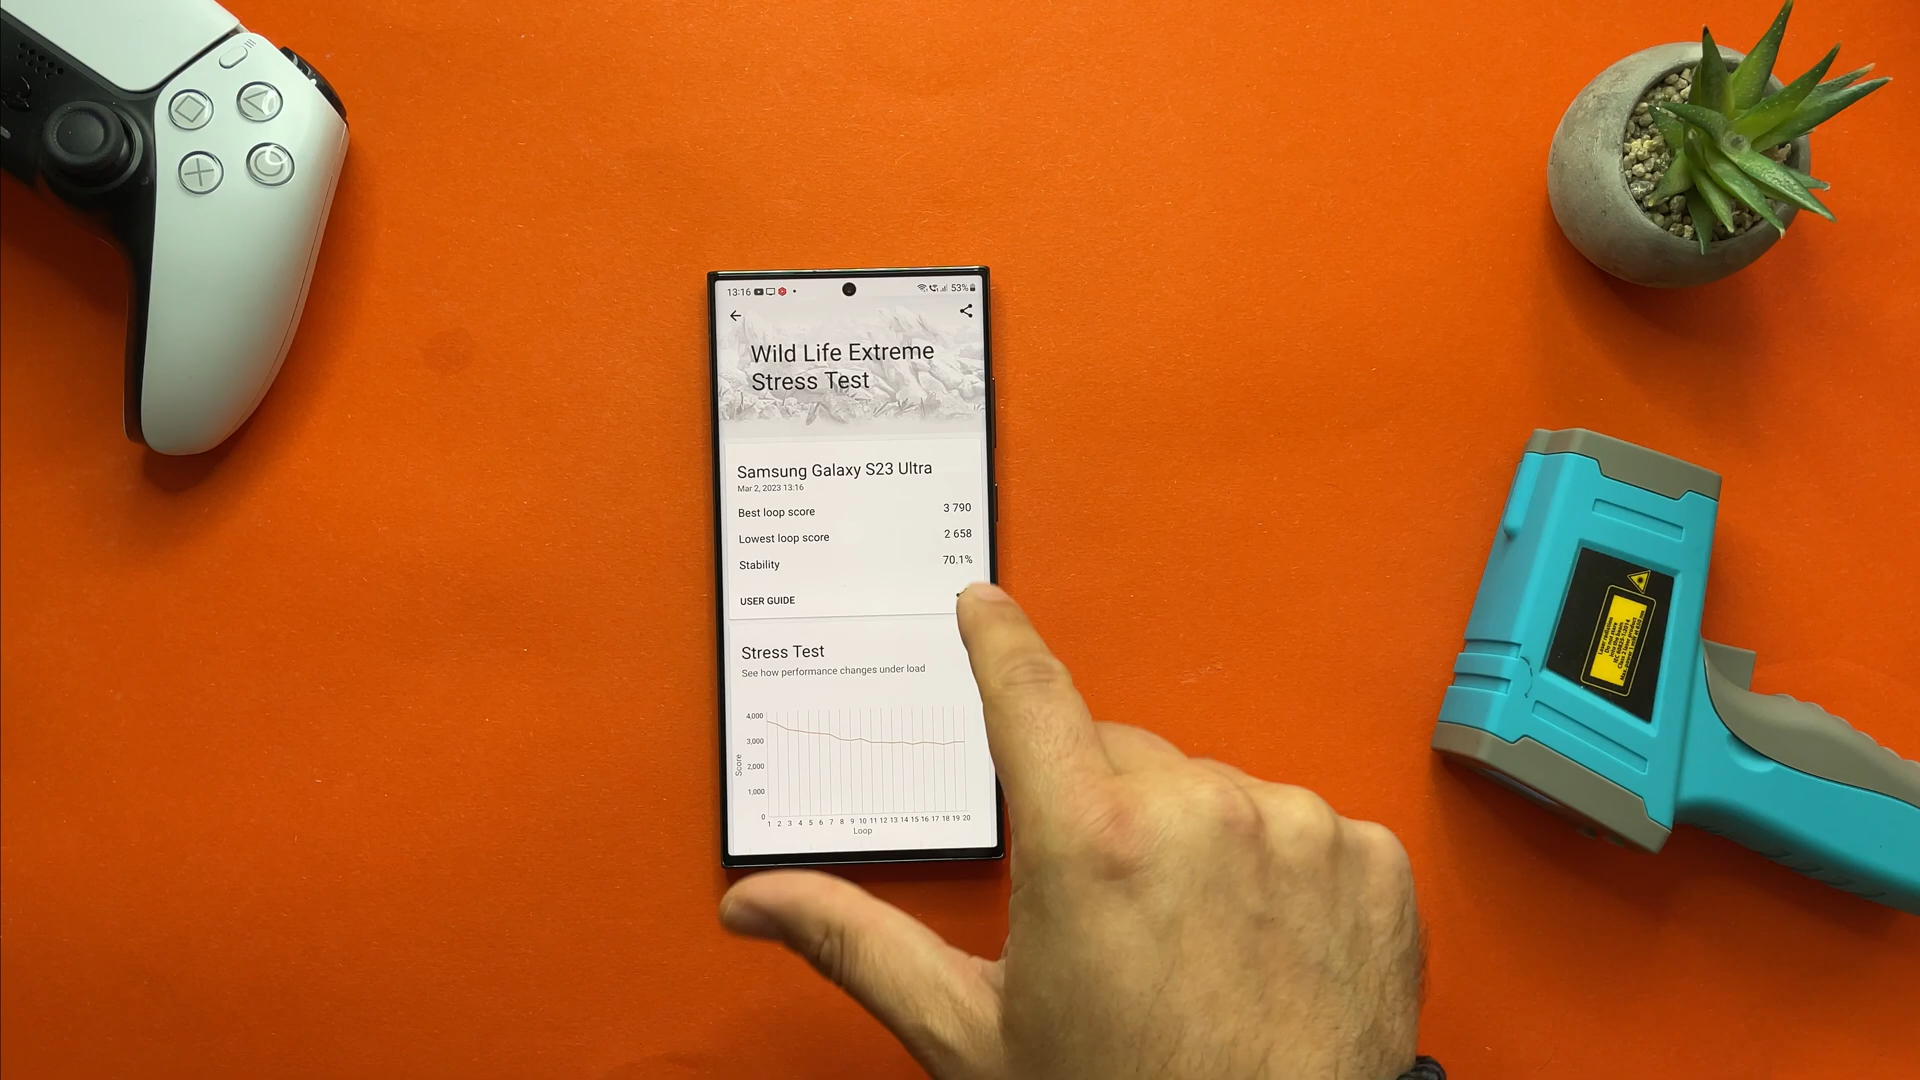 13:16
53%
Wild Life Extreme
Stress Test
Samsung Galaxy S23 Ultra
Mar 2, 2023 13:16
Best loop score 3 790
Lowest loop score 2 658
Stability 70.1%
USER GUIDE
Stress Test
See how performance changes under load
4,000
3,000
2,000
1,000
0
Score
1 2 3 4 5 6 7 8 9 10 11 12 13 14 15 16 17 18 19 20
Loop